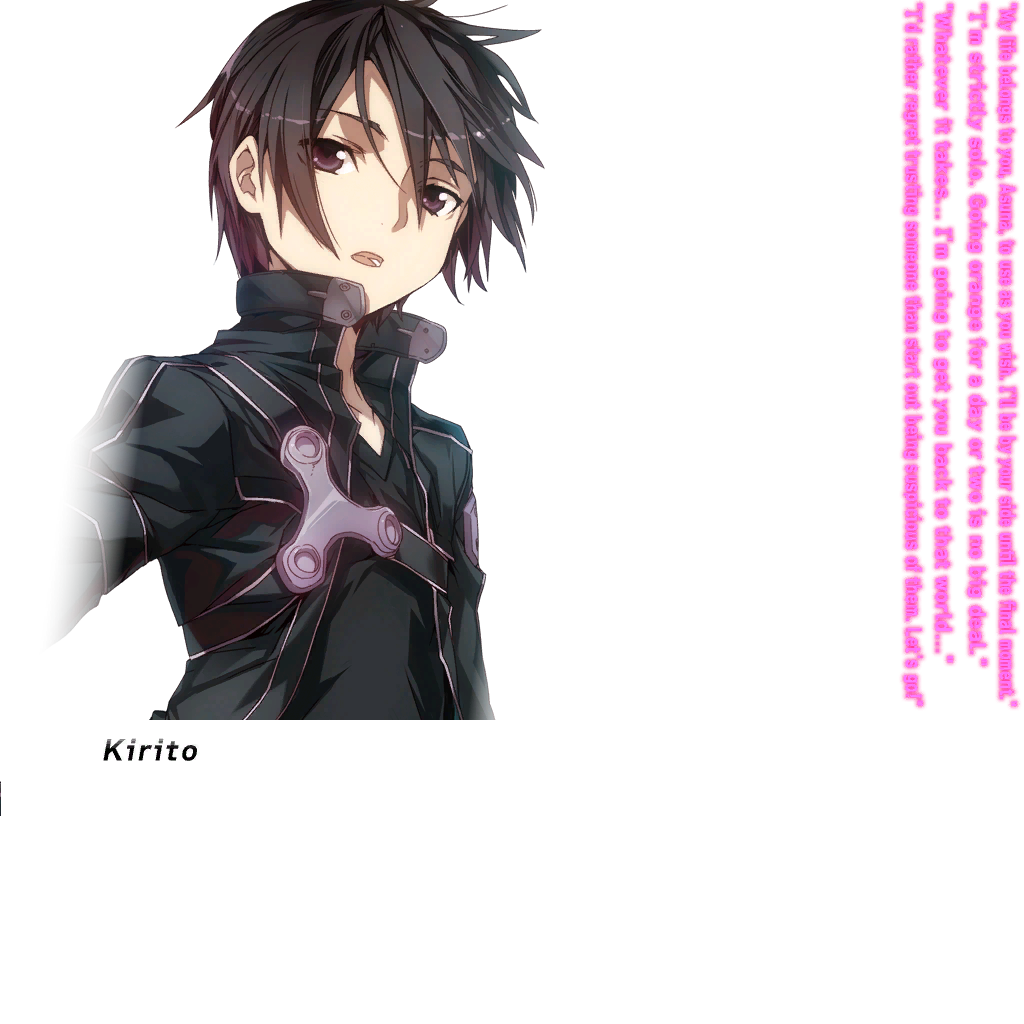 "My life belongs to you, Asuna, to use as you wish. I'll be by your side until the final moment."
"I'm strictly solo. Going orange for a day or two is no big deal."
"Whatever it takes... I'm going to get you back to that world...."
"I'd rather regret trusting someone than start out being suspicious of them. Let's go!"
Kirito